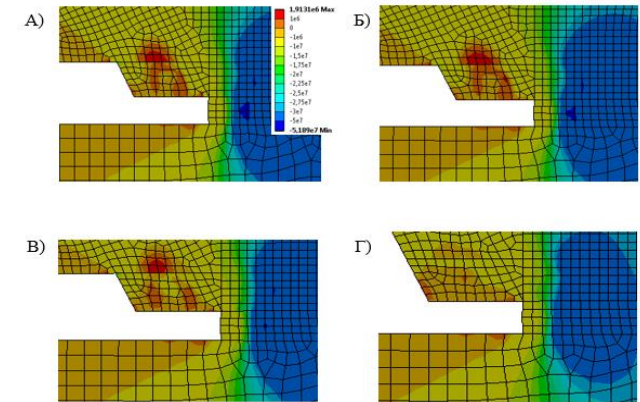 А)
1,9131e6 Max
1e6
0
-1e6
-1e7
-1,5e7
-1,75e7
-2e7
-2,25e7
-2,5e7
-2,75e7
-3e7
-5e7
-5,189e7 Min
Б)
В)
Г)